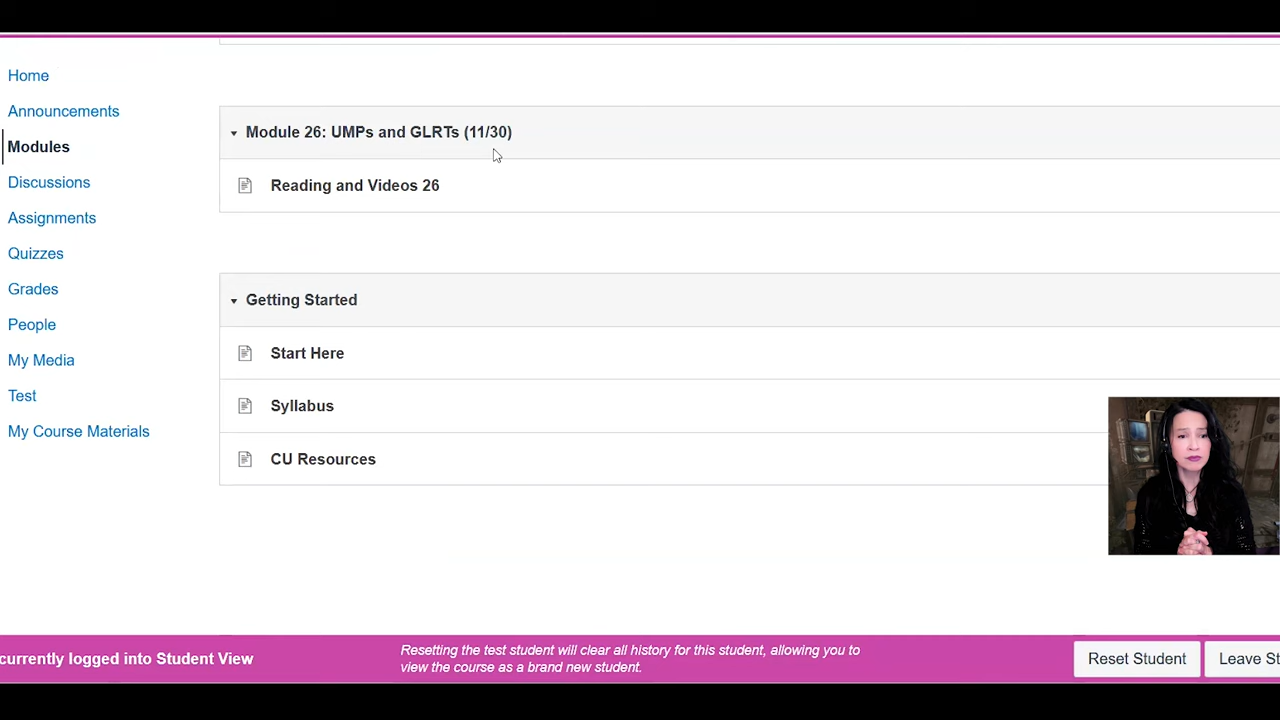 Home
Announcements
Modules
Discussions
Assignments
Quizzes
Grades
People
My Media
Test
My Course Materials
Module 26: UMPs and GLRTs (11/30)
Reading and Videos 26
Getting Started
Start Here
Syllabus
CU Resources
currently logged into Student View
Resetting the test student will clear all history for this student, allowing you to
view the course as a brand new student.
Reset Student
Leave St